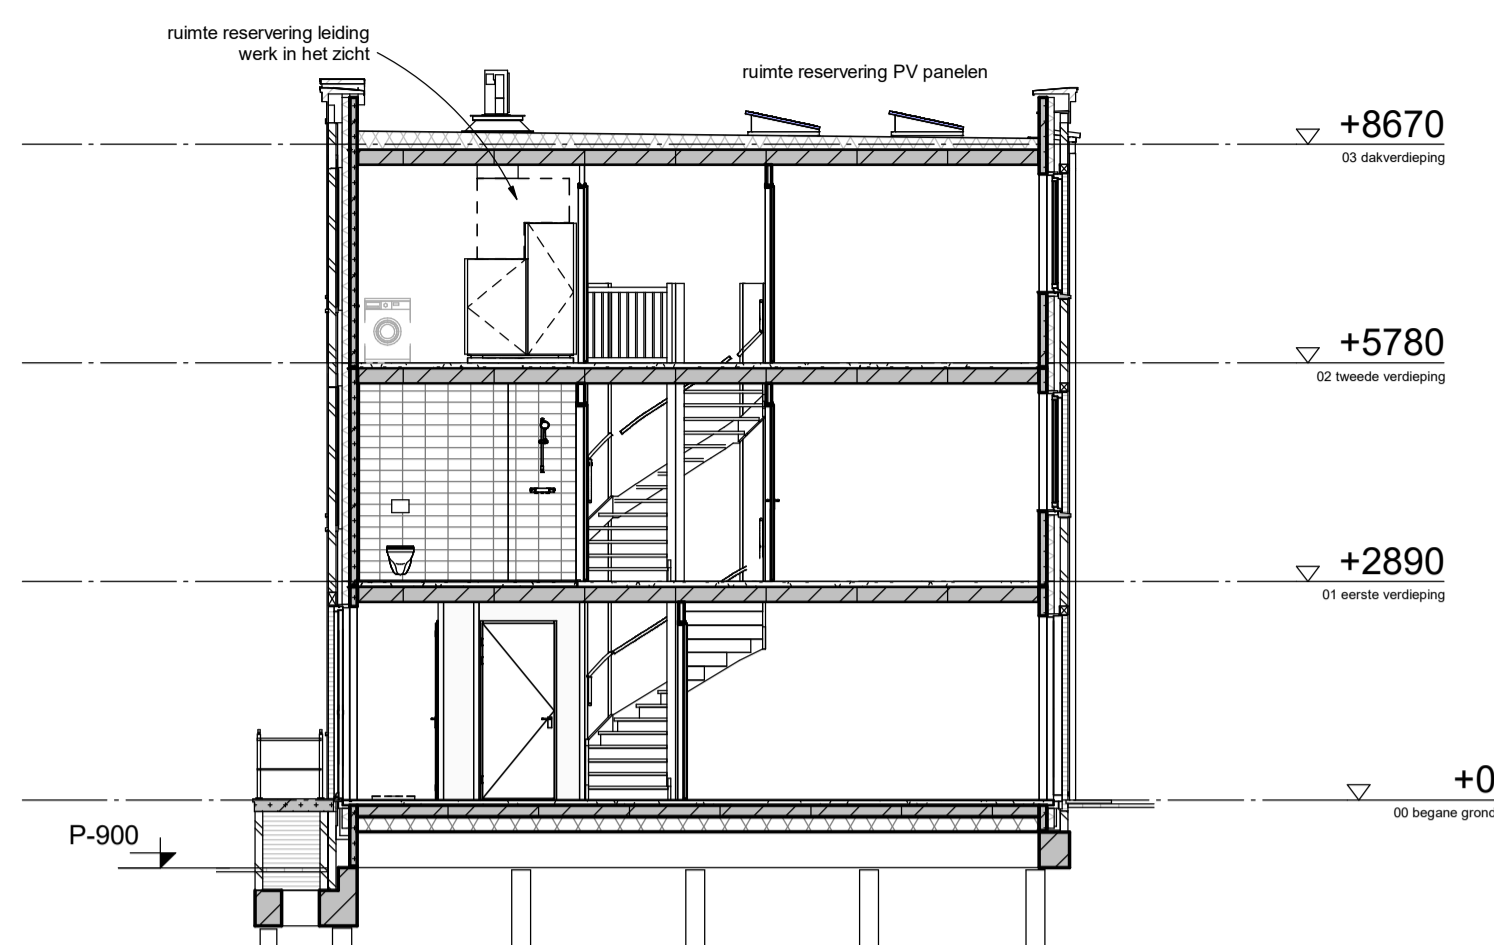 ruimte reservering leiding
werk in het zicht
ruimte reservering PV panelen
+8670
03 dakverdieping
+5780
02 tweede verdieping
+2890
01 eerste verdieping
+0
00 begane grond
P-900